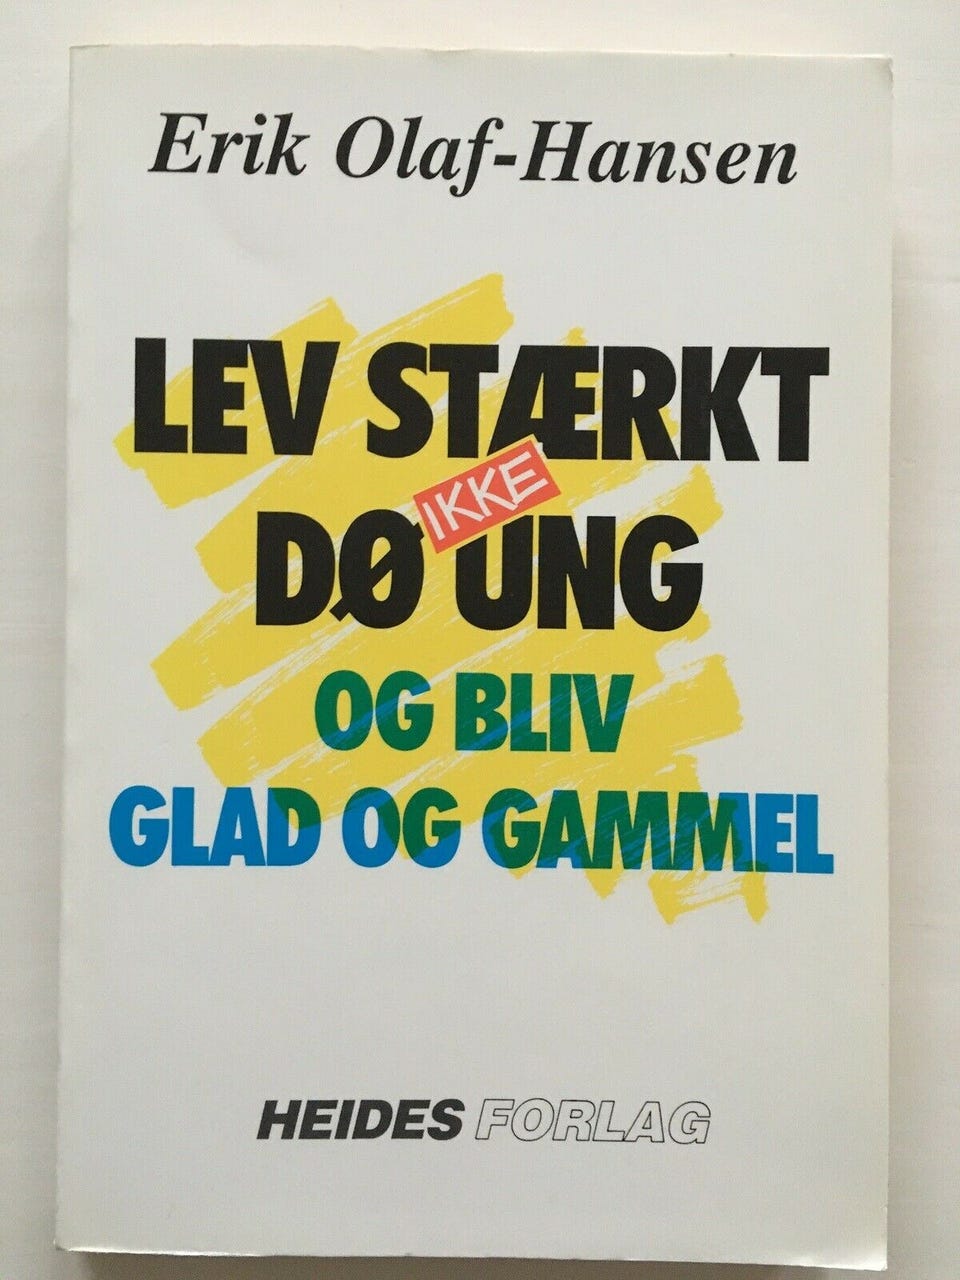 Erik Olaf-Hansen
LEV STÆRKT
IKKE
DØ UNG
OG BLIV
GLAD OG GAMMEL
HEIDES FORLAG